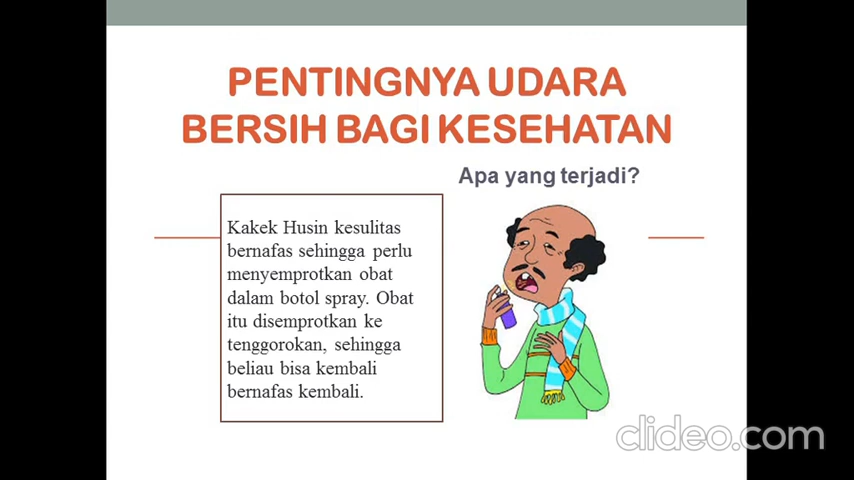 PENTINGNYA UDARA
BERSIH BAGI KESEHATAN
Apa yang terjadi?
Kakek Husin kesulitas
bernafas sehingga perlu
menyemprotkan obat
dalam botol spray. Obat
itu disemprotkan ke
tenggorokan, sehingga
beliau bisa kembali
bernafas kembali.
clideo.com